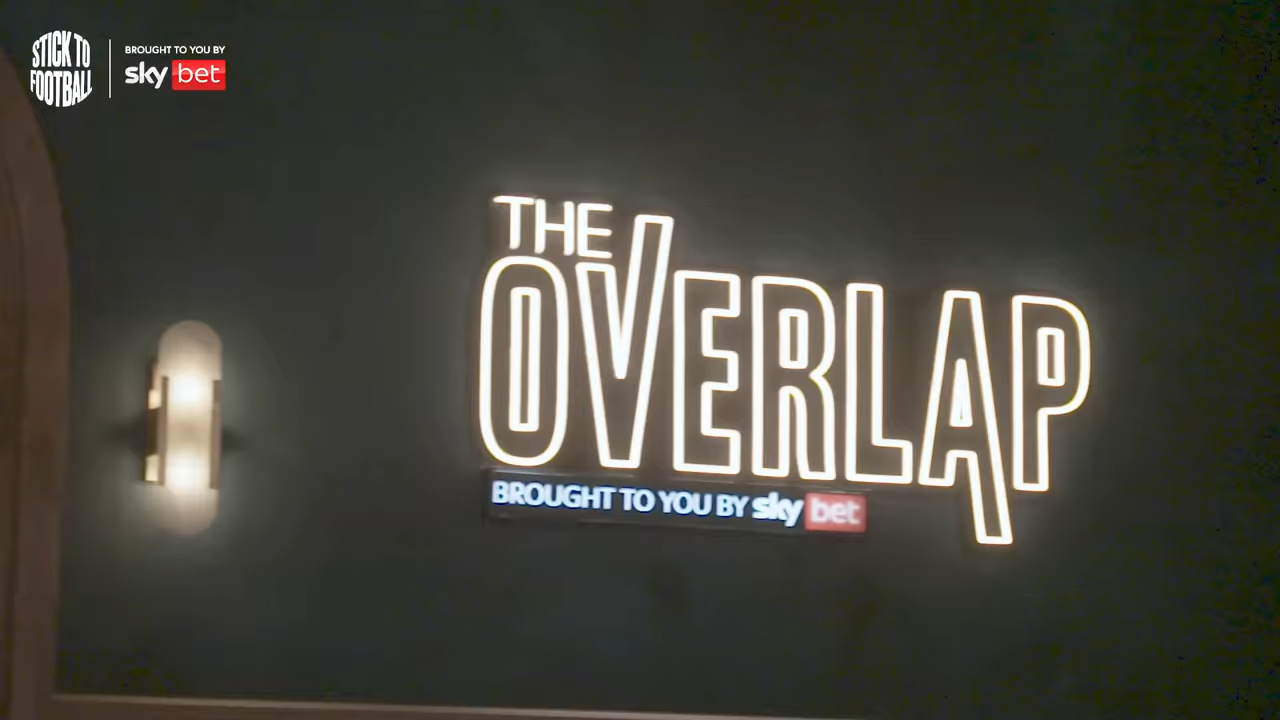 STICK TO
FOOTBALL
BROUGHT TO YOU BY
sky bet
THE
OVERLAP
BROUGHT TO YOU BY sky bet